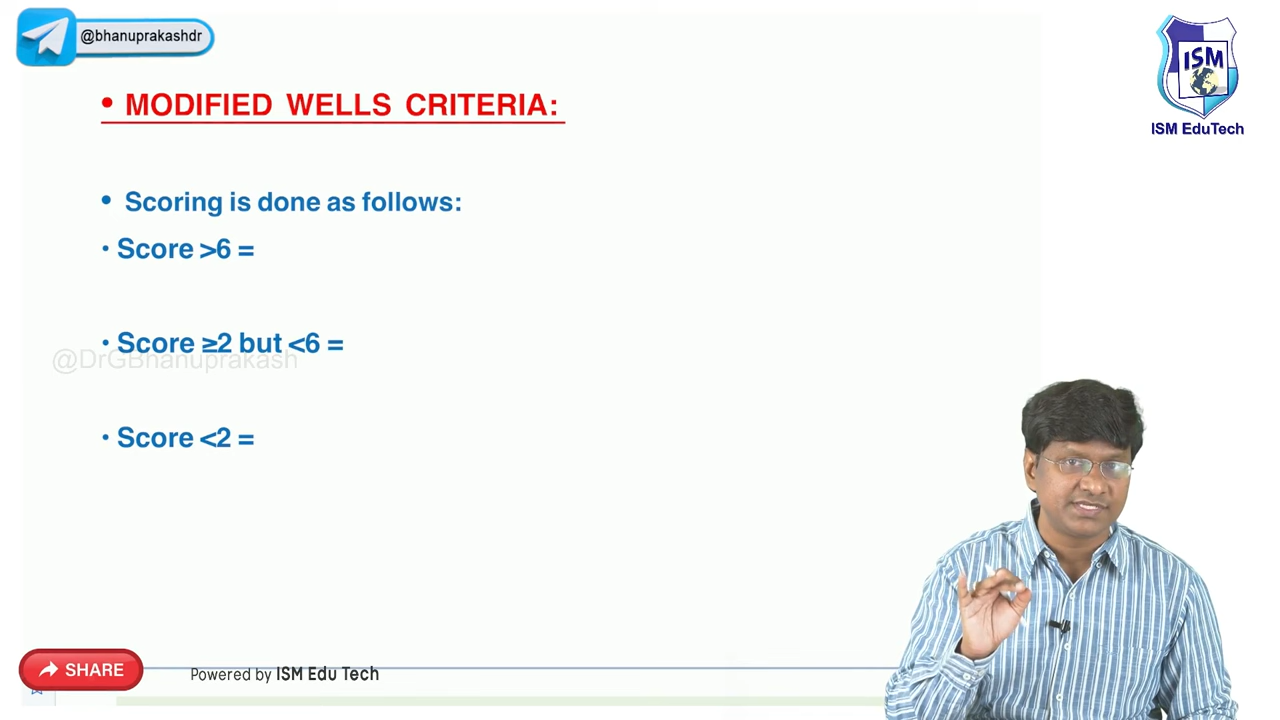 @bhanuprakashdr
ISM
ISM EduTech
• MODIFIED WELLS CRITERIA:
• Scoring is done as follows:
• Score >6 =
• Score ≥2 but <6 =
@DrGBhanuprakash
• Score <2 =
SHARE
Powered by ISM Edu Tech